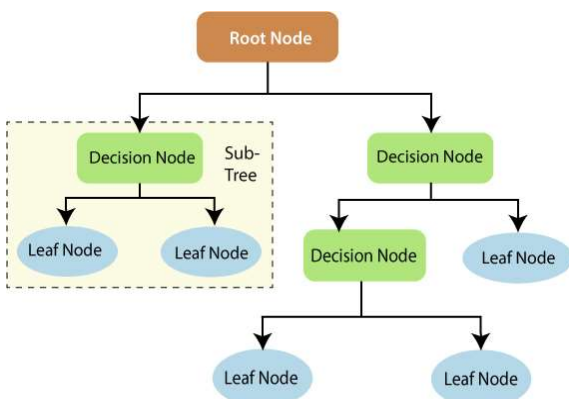 Root Node
Decision Node
Sub-
Tree
Decision Node
Leaf Node
Leaf Node
Decision Node
Leaf Node
Leaf Node
Leaf Node